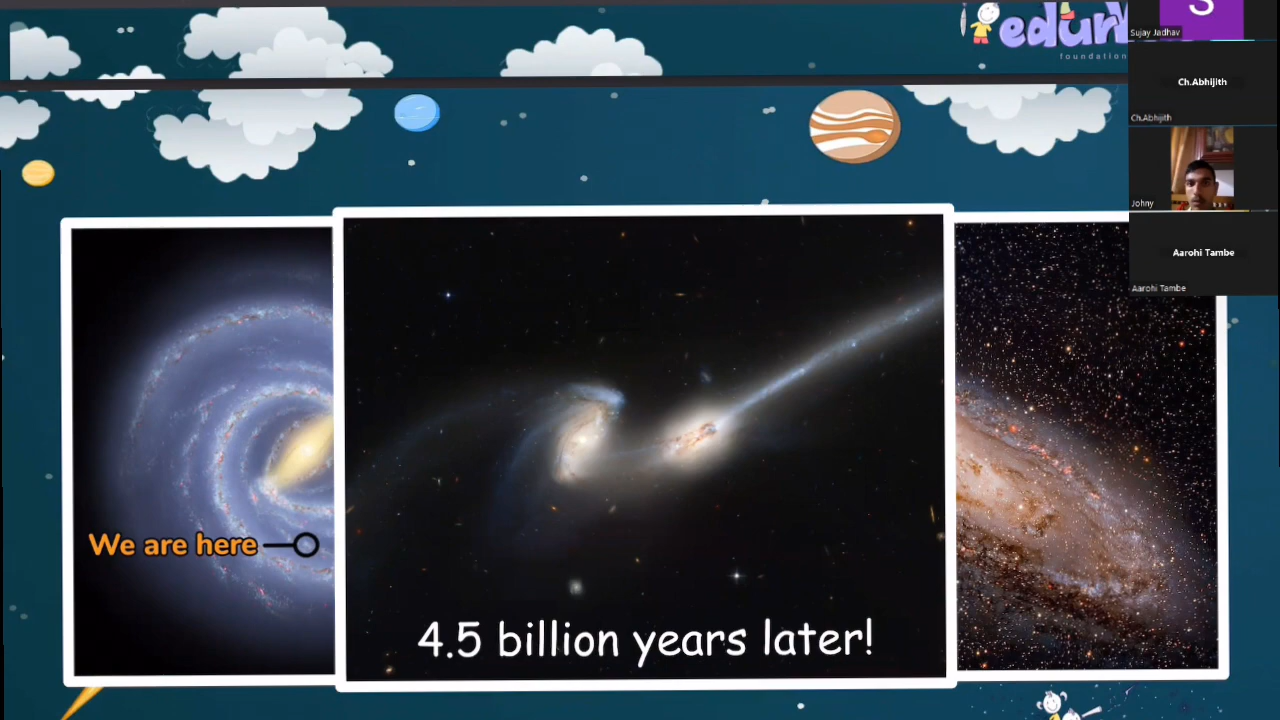 foundation
S
Sujay Jadhav
Ch.Abhijith
Ch.Abhijith
Johny
Aarohi Tambe
Aarohi Tambe
We are here
4.5 billion years later!